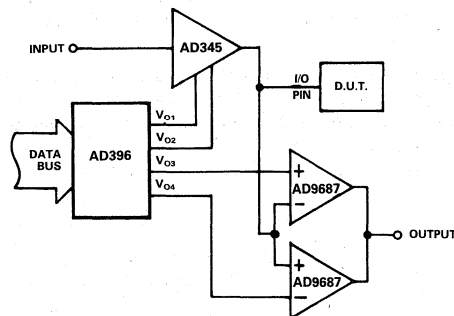 INPUT
AD345
I/O
PIN
D.U.T.
DATA
BUS
AD396
VO1
VO2
VO3
VO4
+
AD9687
−
OUTPUT
+
AD9687
−